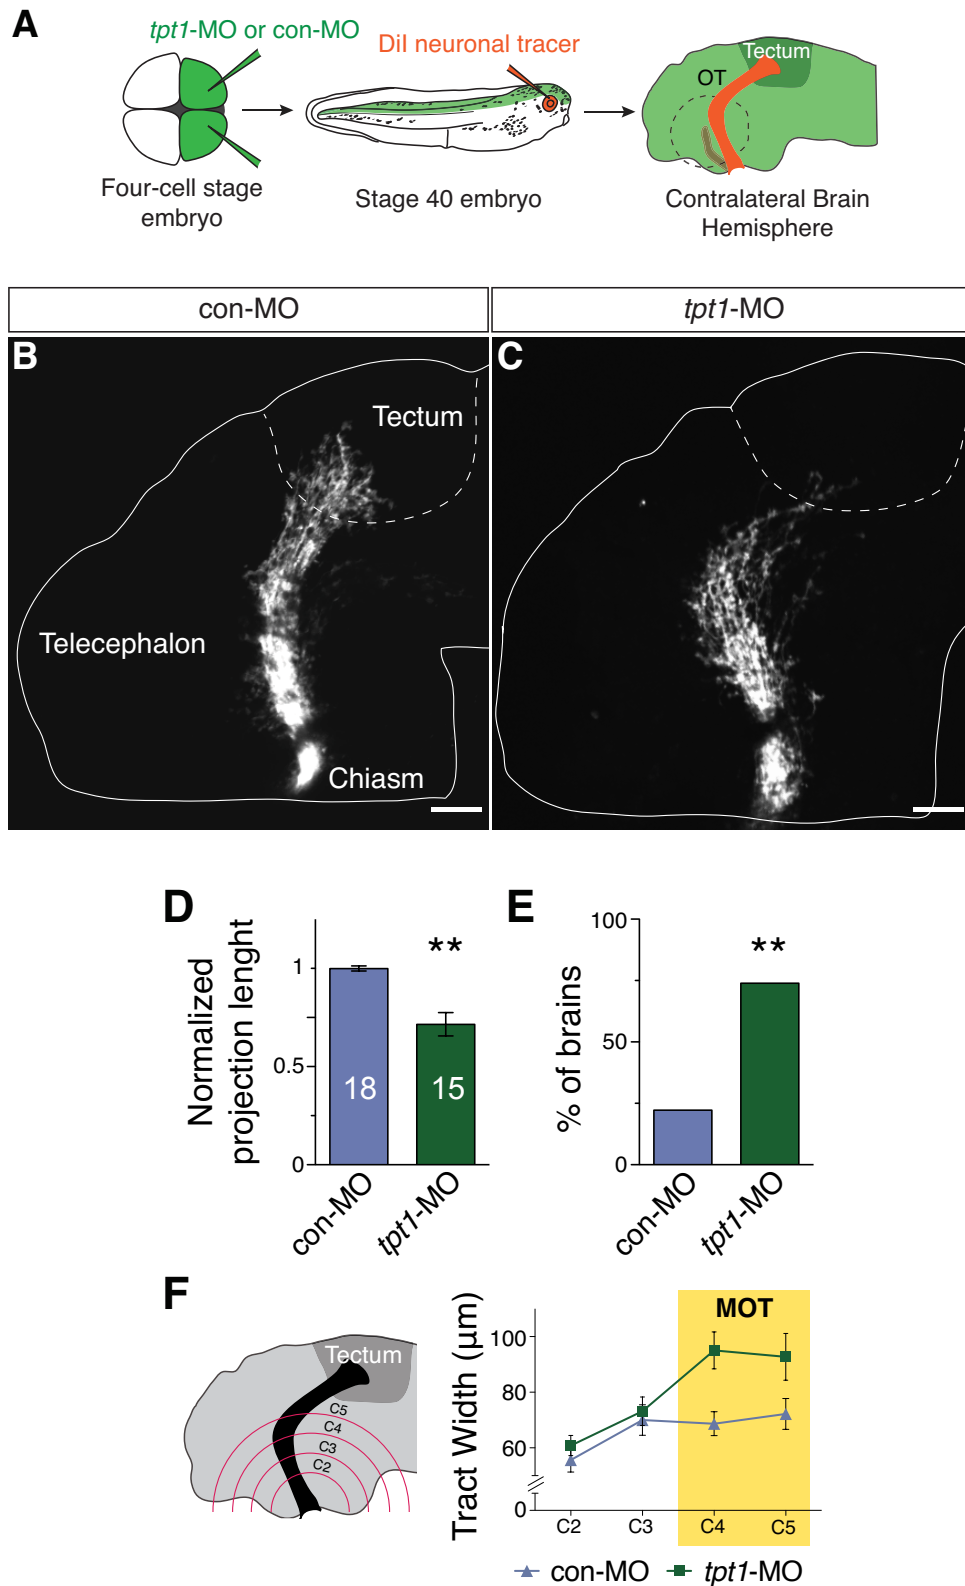 A
tpt1-MO or con-MO
DiI neuronal tracer
Tectum
OT
Four-cell stage
embryo
Stage 40 embryo
Contralateral Brain
Hemisphere
con-MO
tpt1-MO
B
Tectum
Telecephalon
Chiasm
C
D
Normalized
projection lenght
1
0.5
0
**
18
15
con-MO
tpt1-MO
E
% of brains
100
50
0
**
con-MO
tpt1-MO
F
Tectum
C5
C4
C3
C2
Tract Width (μm)
MOT
100
80
60
0
C2
C3
C4
C5
con-MO
tpt1-MO